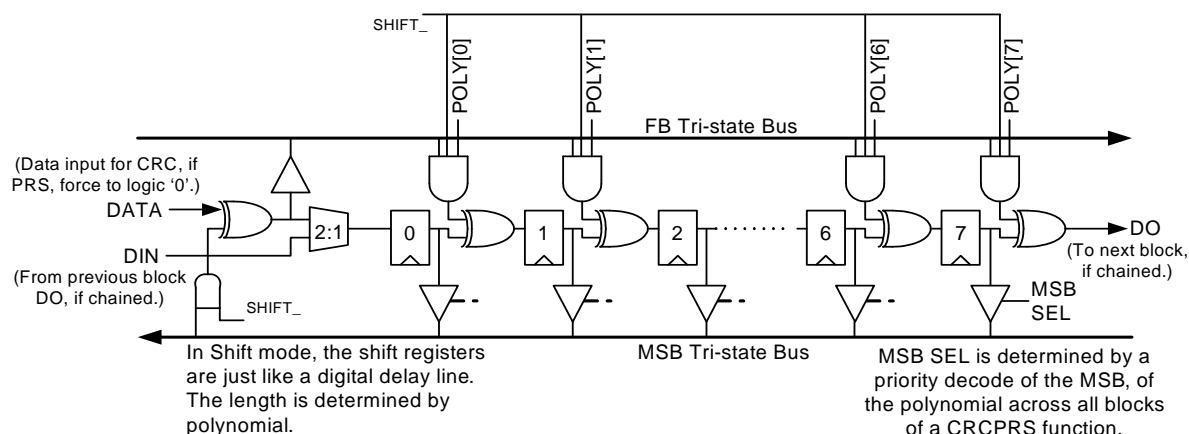 SHIFT_
POLY[0]
POLY[1]
POLY[6]
POLY[7]
FB Tri-state Bus
(Data input for CRC, if
PRS, force to logic ‘0’.)
DATA
DIN
(From previous block
DO, if chained.)
SHIFT_
2:1
0
1
2
6
7
DO
(To next block,
if chained.)
MSB
SEL
MSB Tri-state Bus
In Shift mode, the shift registers
are just like a digital delay line.
The length is determined by
polynomial.
MSB SEL is determined by a
priority decode of the MSB, of
the polynomial across all blocks
of a CRCPRS function.